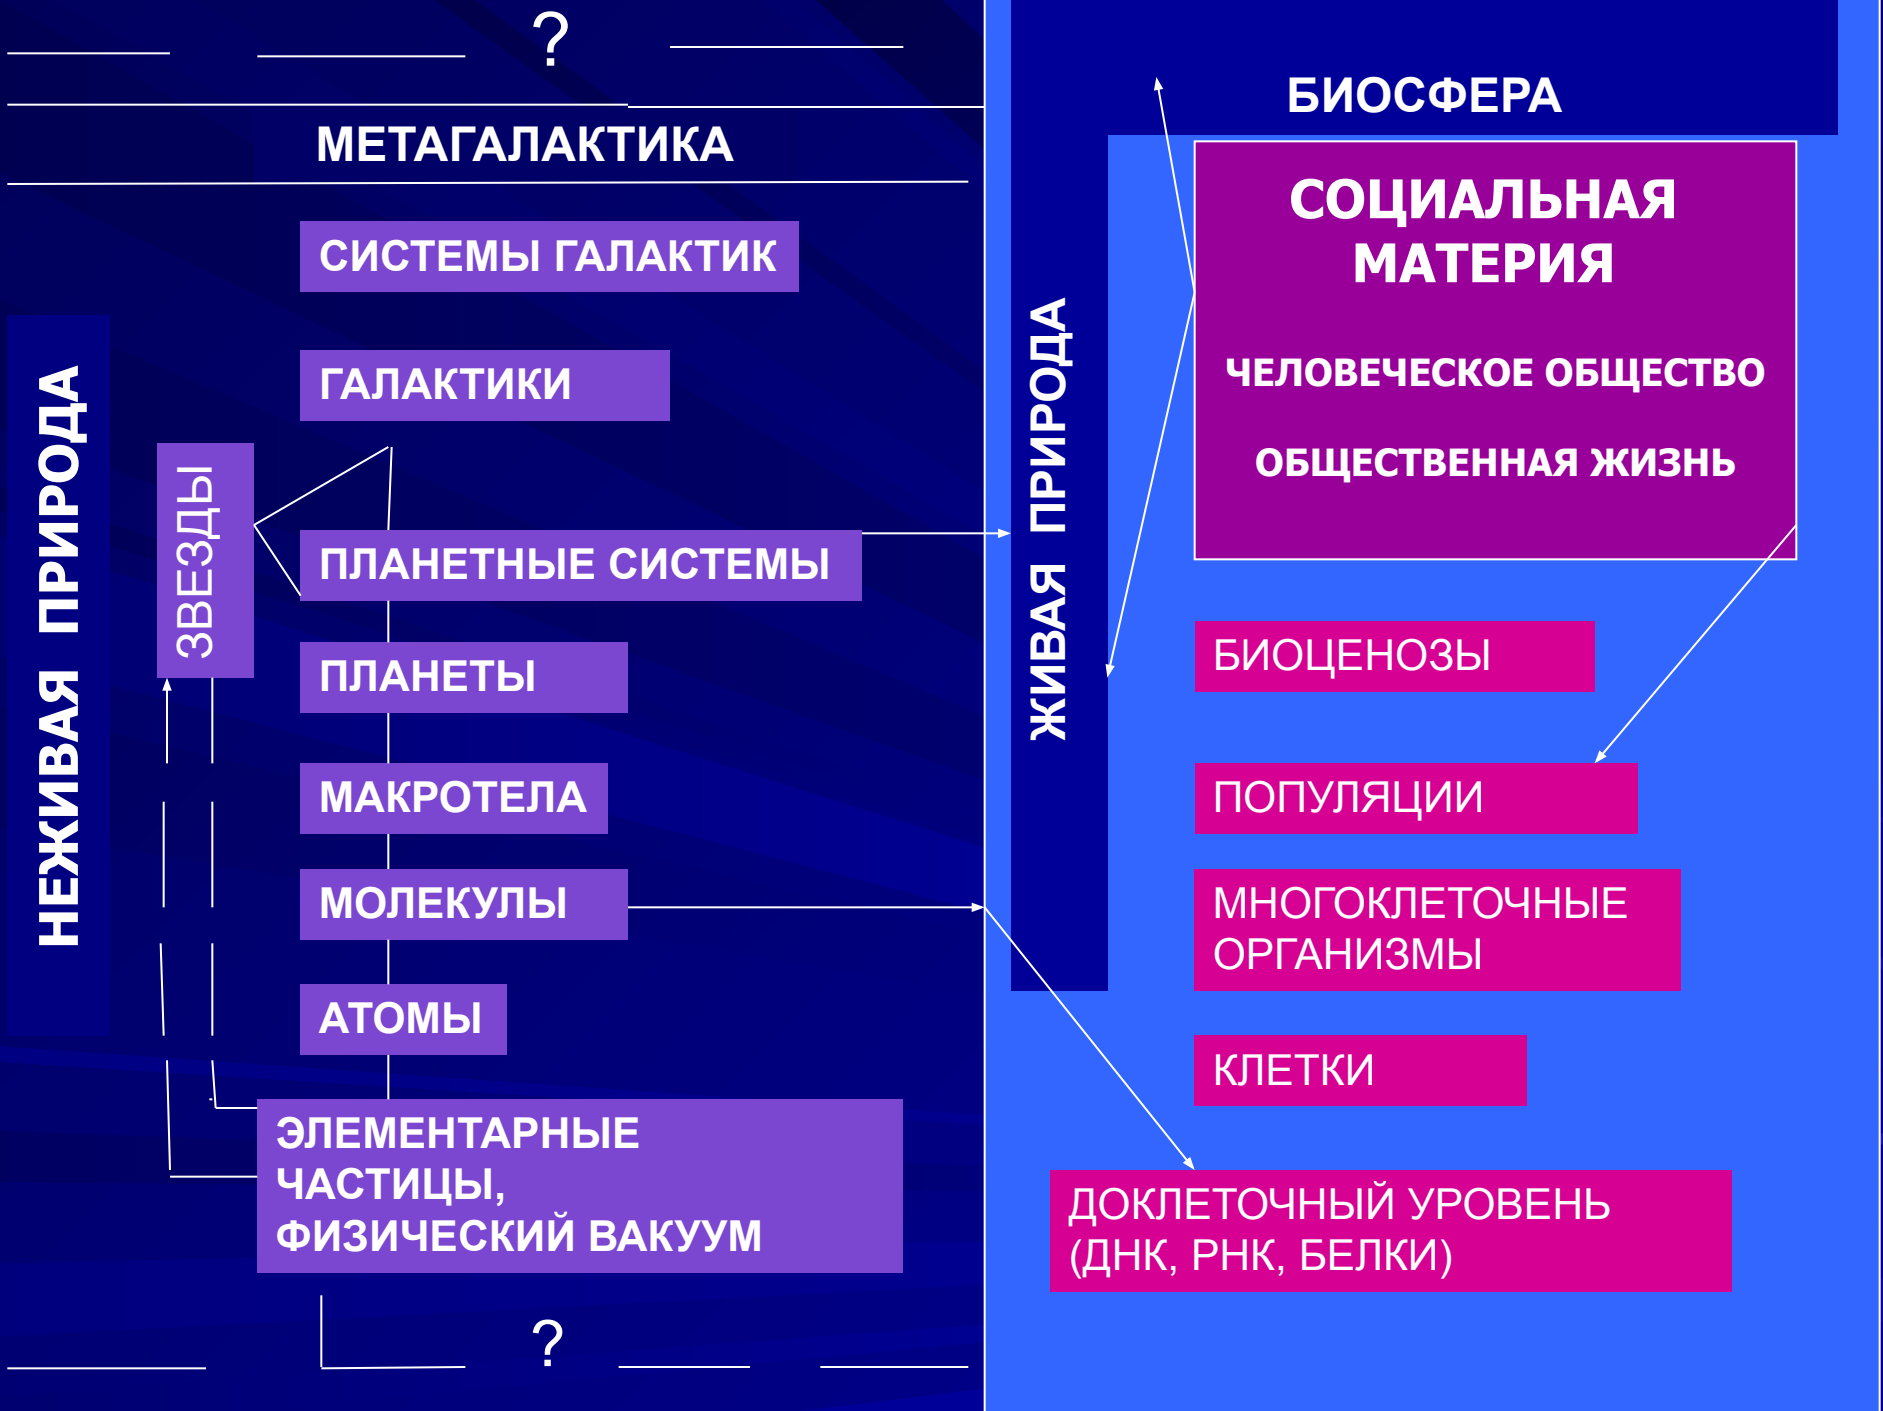 ?
МЕТАГАЛАКТИКА
СИСТЕМЫ ГАЛАКТИК
ГАЛАКТИКИ
НЕЖИВАЯ ПРИРОДА
ЗВЕЗДЫ
ПЛАНЕТНЫЕ СИСТЕМЫ
ПЛАНЕТЫ
МАКРОТЕЛА
МОЛЕКУЛЫ
АТОМЫ
ЭЛЕМЕНТАРНЫЕ
ЧАСТИЦЫ,
ФИЗИЧЕСКИЙ ВАКУУМ
?
БИОСФЕРА
ЖИВАЯ ПРИРОДА
СОЦИАЛЬНАЯ
МАТЕРИЯ
ЧЕЛОВЕЧЕСКОЕ ОБЩЕСТВО
ОБЩЕСТВЕННАЯ ЖИЗНЬ
БИОЦЕНОЗЫ
ПОПУЛЯЦИИ
МНОГОКЛЕТОЧНЫЕ
ОРГАНИЗМЫ
КЛЕТКИ
ДОКЛЕТОЧНЫЙ УРОВЕНЬ
(ДНК, РНК, БЕЛКИ)